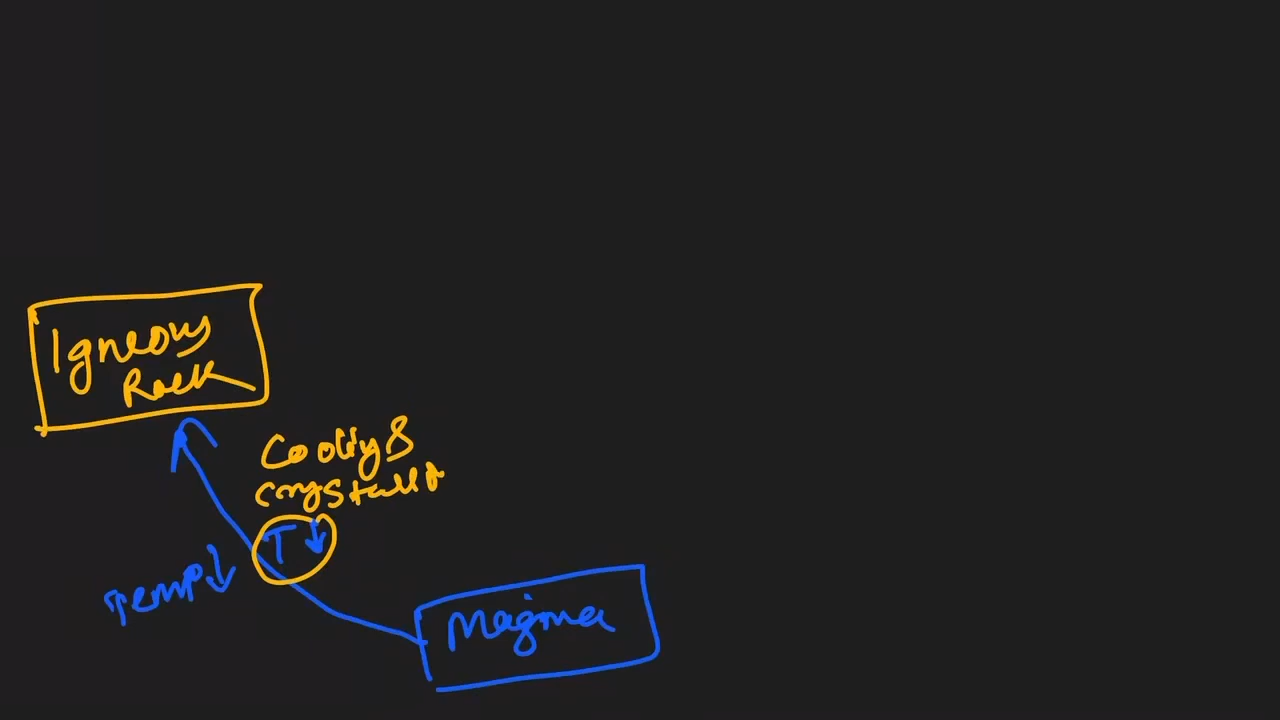 Igneous
Rock
Cooling &
crystall
T↓
Temp↓
Magma